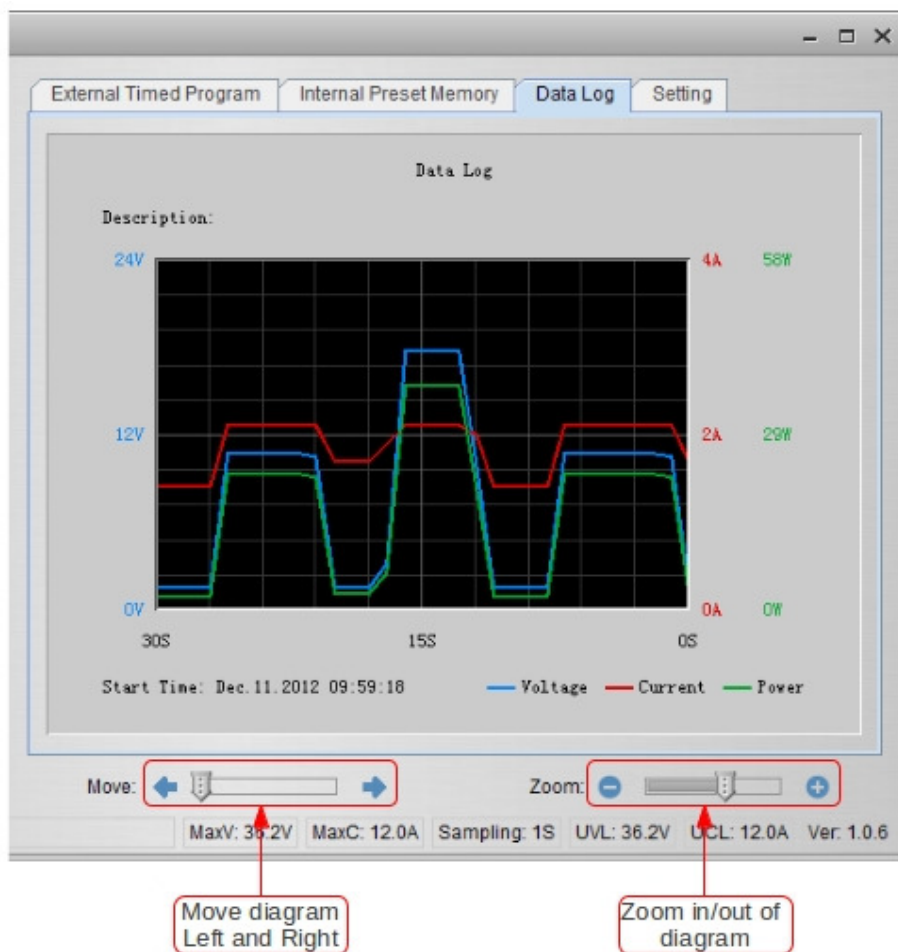 External Timed Program Internal Preset Memory Data Log Setting
Data Log
Description:
24V 4A 58W
12V 2A 29W
0V 0A 0W
30S 15S 0S
Start Time: Dec.11.2012 09:59:18 Voltage Current Power
Move: Zoom:
MaxV: 36.2V MaxC: 12.0A Sampling: 1S UVL: 36.2V UCL: 12.0A Ver: 1.0.6
Move diagram
Left and Right
Zoom in/out of
diagram